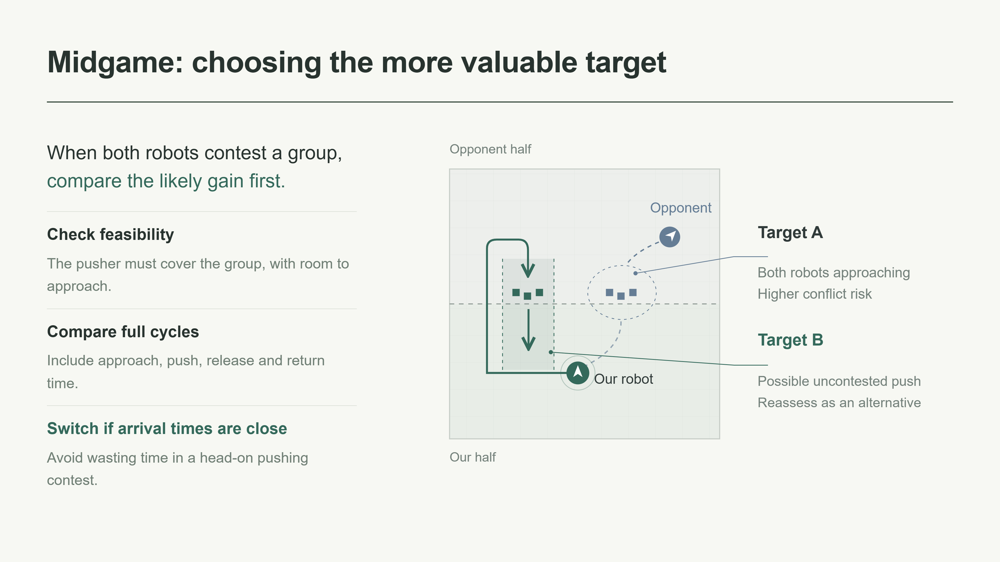 Midgame: choosing the more valuable target
When both robots contest a group,
compare the likely gain first.
Check feasibility
The pusher must cover the group, with room to
approach.
Compare full cycles
Include approach, push, release and return
time.
Switch if arrival times are close
Avoid wasting time in a head-on pushing
contest.
Opponent half
Opponent
Our robot
Our half
Target A
Both robots approaching
Higher conflict risk
Target B
Possible uncontested push
Reassess as an alternative